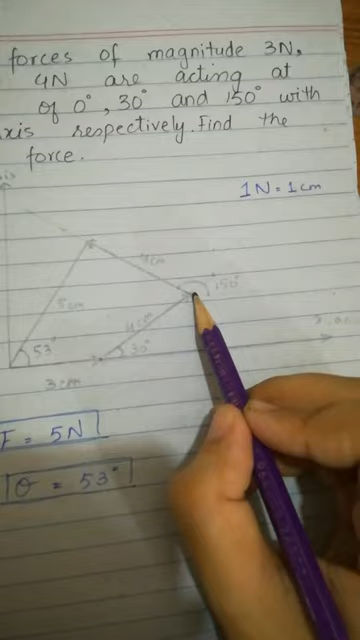 forces of magnitude 3N,
4N are acting at
of 0°, 30° and 150° with
xis respectively. Find the
force.
1N = 1cm
4cm
150°
5cm
4cm
53°
30°
3cm
F = 5N
θ = 53°